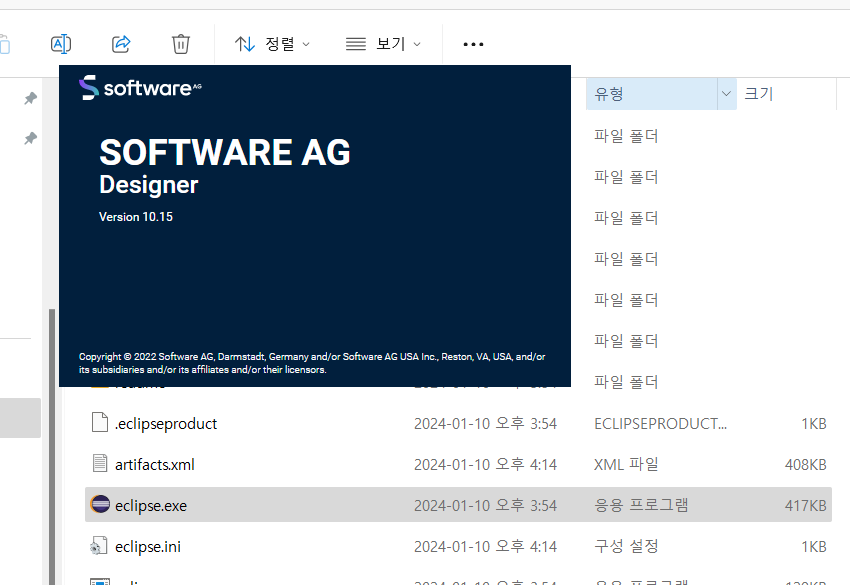 정렬 보기
software AG
유형 크기
SOFTWARE AG
Designer
Version 10.15
파일 폴더
파일 폴더
파일 폴더
파일 폴더
파일 폴더
파일 폴더
파일 폴더
Copyright © 2022 Software AG, Darmstadt, Germany and/or Software AG USA Inc., Reston, VA, USA, and/or
its subsidiaries and/or its affiliates and/or their licensors.
.eclipseproduct 2024-01-10 오후 3:54 ECLIPSEPRODUCT... 1KB
artifacts.xml 2024-01-10 오후 4:14 XML 파일 408KB
eclipse.exe 2024-01-10 오후 3:54 응용 프로그램 417KB
eclipse.ini 2024-01-10 오후 4:14 구성 설정 1KB